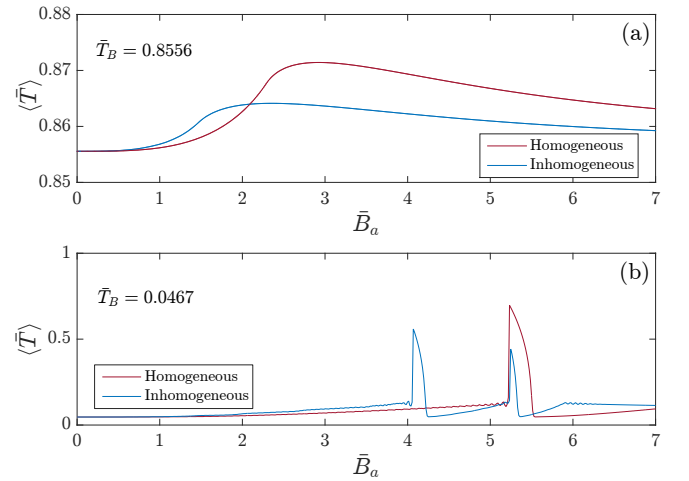 (a)
T̄_B = 0.8556
⟨T̄⟩
0.88
0.87
0.86
0.85
Homogeneous
Inhomogeneous
0 1 2 3 4 5 6 7
B̄_a
(b)
T̄_B = 0.0467
⟨T̄⟩
1
0.5
0
Homogeneous
Inhomogeneous
0 1 2 3 4 5 6 7
B̄_a